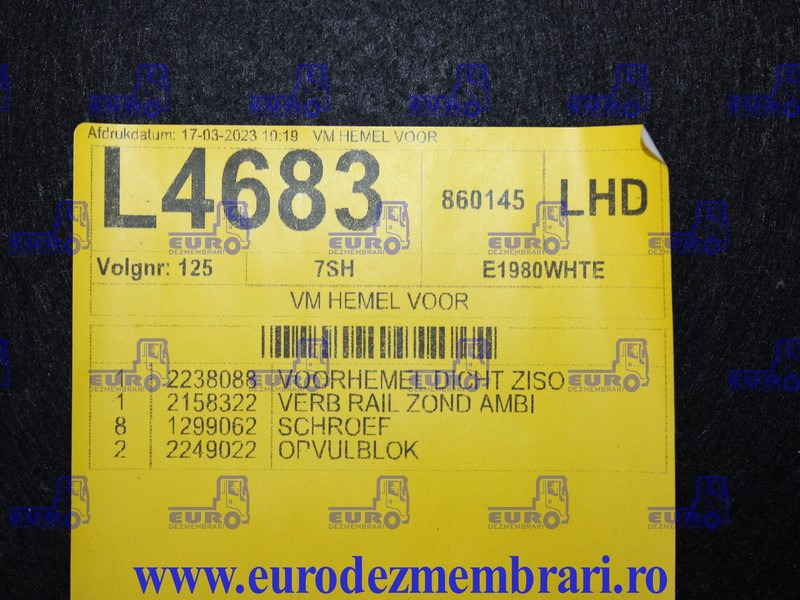 Afdrukdatum: 17-03-2023 10:19 VM HEMEL VOOR
L4683 860145 LHD
Volgnr: 125 7SH E1980WHTE
VM HEMEL VOOR
1 2238088 VOORHEMEL DICHT ZISO
1 2158322 VERB RAIL ZOND AMBI
8 1299062 SCHROEF
2 2249022 OPVULBLOK
EURO DEZMEMBRARI
www.eurodezmembrari.ro